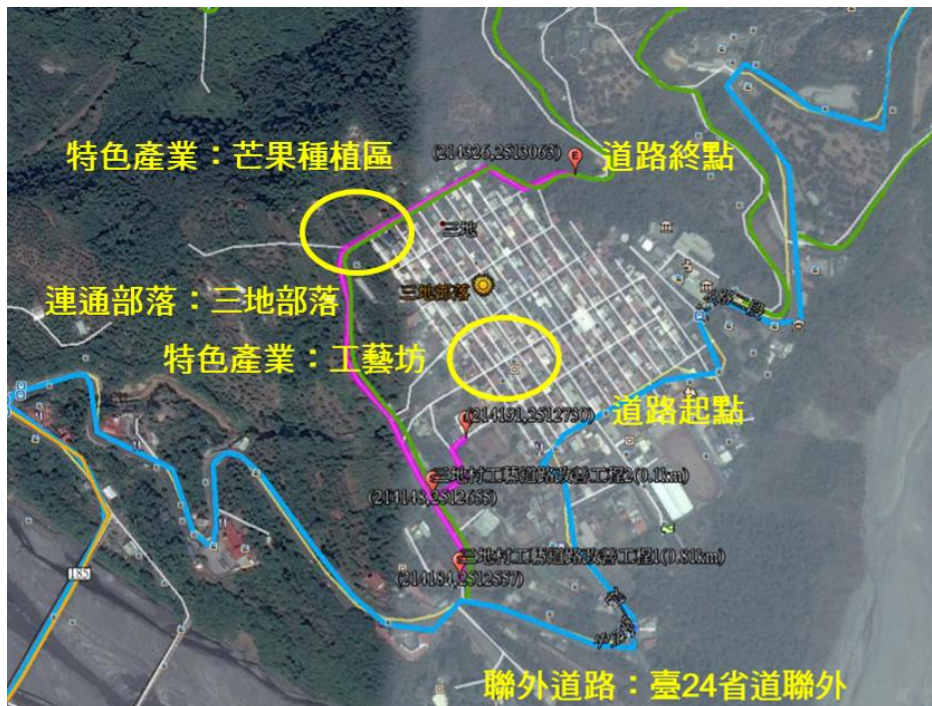 特色產業：芒果種植區
(214326,2513063)
道路終點
三地
連通部落：三地部落
三地部落
特色產業：工藝坊
(214191,2512730)
道路起點
三地村工藝道路改善工程2(0.1km)
(214148,2512655)
三地村工藝道路改善工程1(0.81km)
(214184,2512557)
185
聯外道路：臺24省道聯外